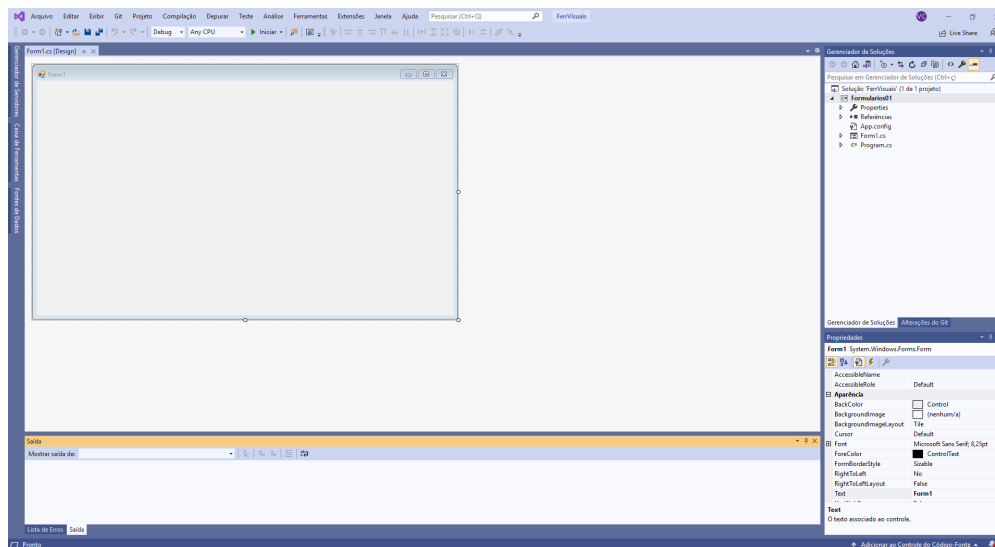 Arquivo Editar Exibir Git Projeto Compilação Depurar Teste Análise Ferramentas Extensões Janela Ajuda Pesquisar (Ctrl+Q) FerrVisuais VC
Debug Any CPU Iniciar Live Share
Gerenciador de Servidores
Caixa de Ferramentas
Fontes de Dados
Form1.cs [Design]
Form1
Saída
Mostrar saída de:
Lista de Erros Saída
Gerenciador de Soluções
Pesquisar em Gerenciador de Soluções (Ctrl+ç)
Solução 'FerrVisuais' (1 de 1 projeto)
Formularios01
Properties
Referências
App.config
Form1.cs
Program.cs
Gerenciador de Soluções Alterações do Git
Propriedades
Form1 System.Windows.Forms.Form
AccessibleName
AccessibleRole Default
Aparência
BackColor Control
BackgroundImage (nenhum/a)
BackgroundImageLayout Tile
Cursor Default
Font Microsoft Sans Serif; 8,25pt
ForeColor ControlText
FormBorderStyle Sizable
RightToLeft No
RightToLeftLayout False
Text Form1
Text
O texto associado ao controle.
Pronto Adicionar ao Controle do Código-Fonte